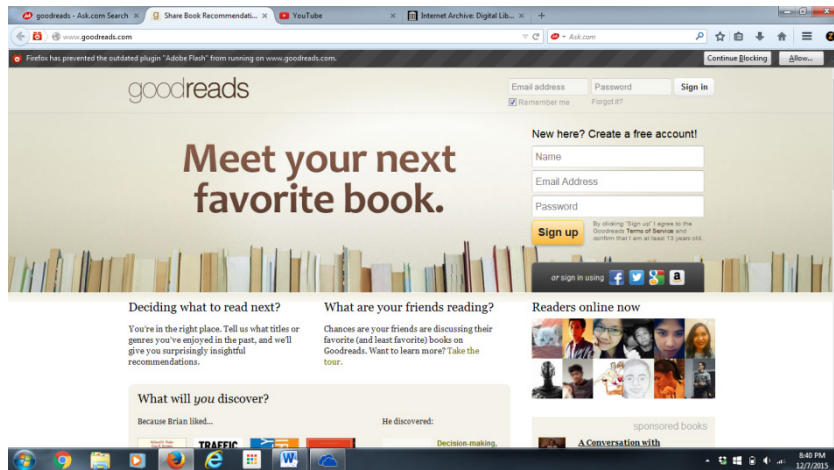 goodreads - Ask.com Search
Share Book Recommendati...
YouTube
Internet Archive: Digital Lib...
www.goodreads.com
Ask.com
Firefox has prevented the outdated plugin "Adobe Flash" from running on www.goodreads.com.
Continue Blocking
Allow...
goodreads
Email address
Password
Sign in
Remember me
Forgot it?
Meet your next
favorite book.
New here? Create a free account!
Name
Email Address
Password
Sign up
By clicking "Sign up" I agree to the
Goodreads Terms of Service and
confirm that I am at least 13 years old.
or sign in using
Deciding what to read next?
You're in the right place. Tell us what titles or
genres you've enjoyed in the past, and we'll
give you surprisingly insightful
recommendations.
What are your friends reading?
Chances are your friends are discussing their
favorite (and least favorite) books on
Goodreads. Want to learn more? Take the
tour.
Readers online now
What will you discover?
Because Brian liked...
He discovered:
TRAFFIC
Decision-making,
sponsored books
A Conversation with
8:40 PM
12/7/2015